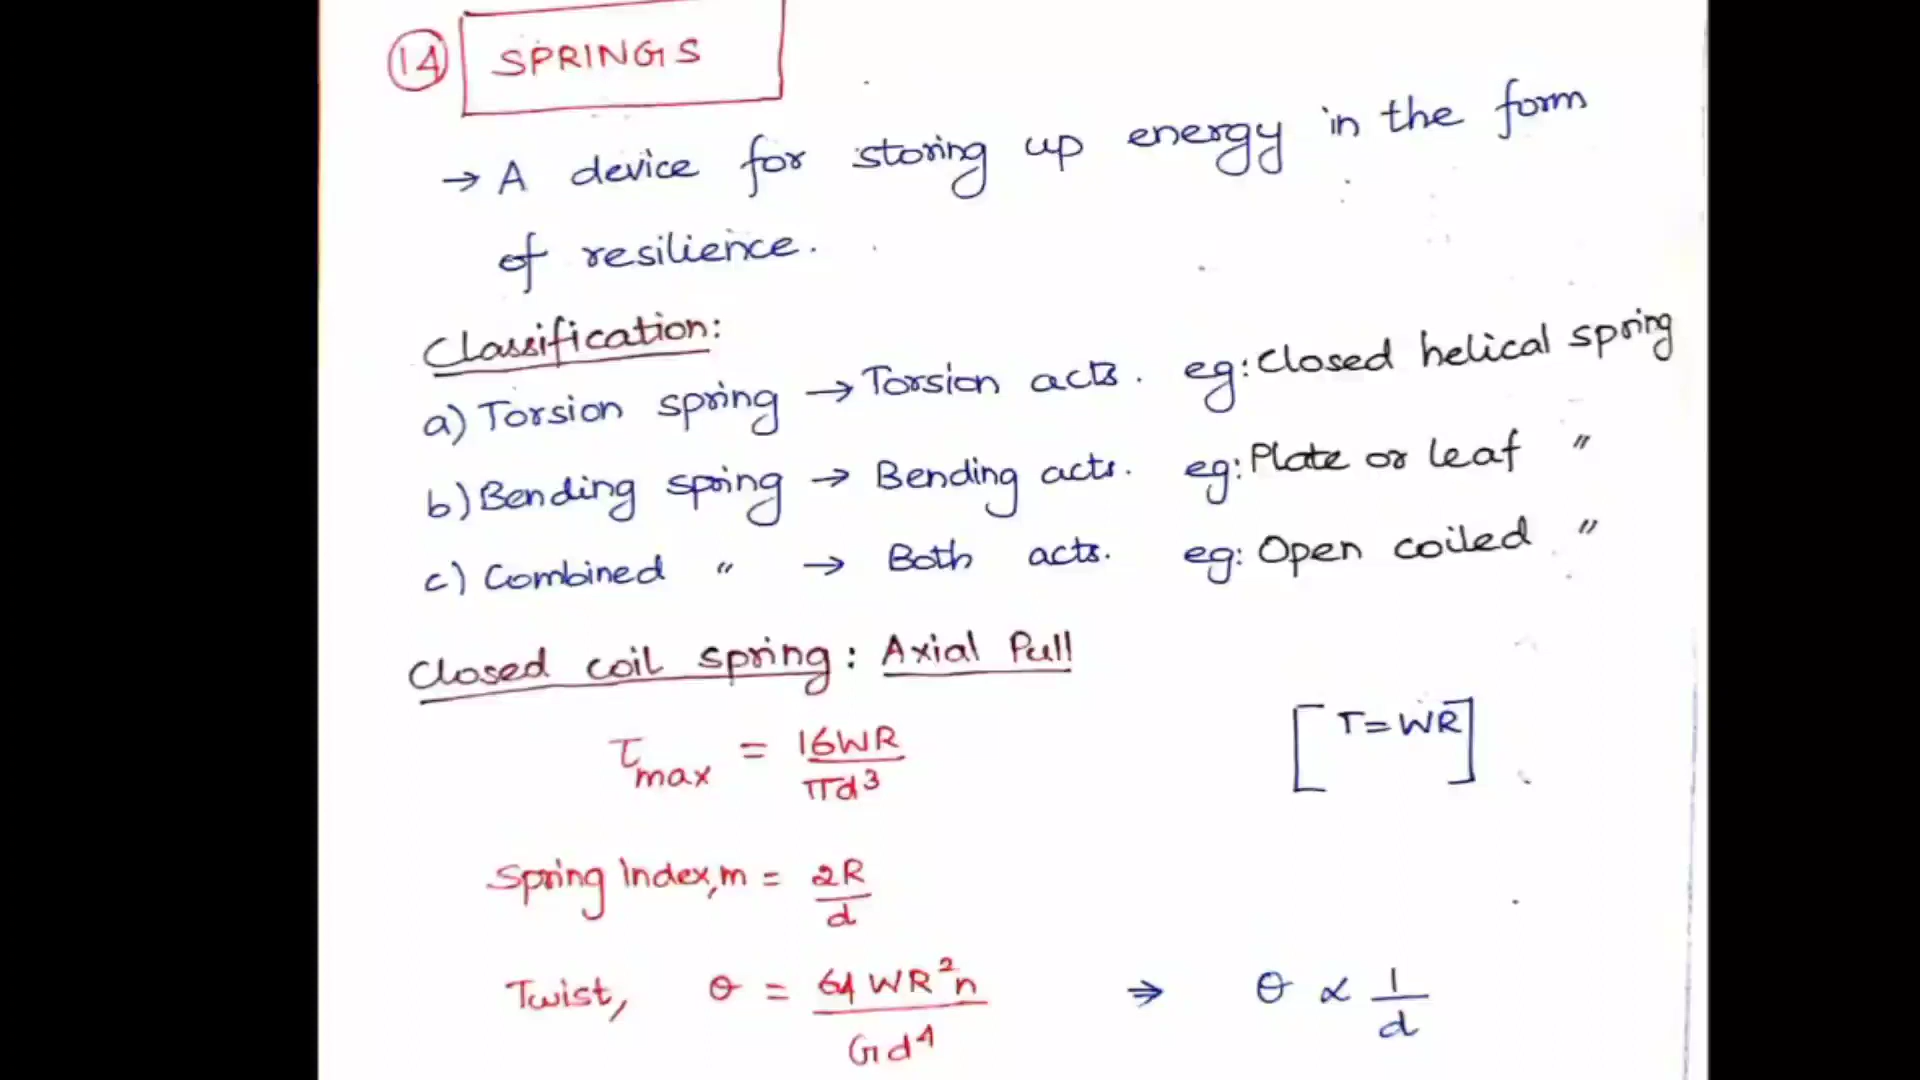 14 SPRINGS
→ A device for storing up energy in the form
of resilience.
Classification:
a) Torsion spring → Torsion acts. eg: Closed helical spring
b) Bending spring → Bending acts. eg: Plate or leaf "
c) Combined " → Both acts. eg: Open coiled "
Closed coil spring: Axial Pull
τmax = 16WR/πd³ [T=WR]
Spring Index, m = 2R/d
Twist, θ = 64WR²n/Gd⁴ ⇒ θ ∝ 1/d